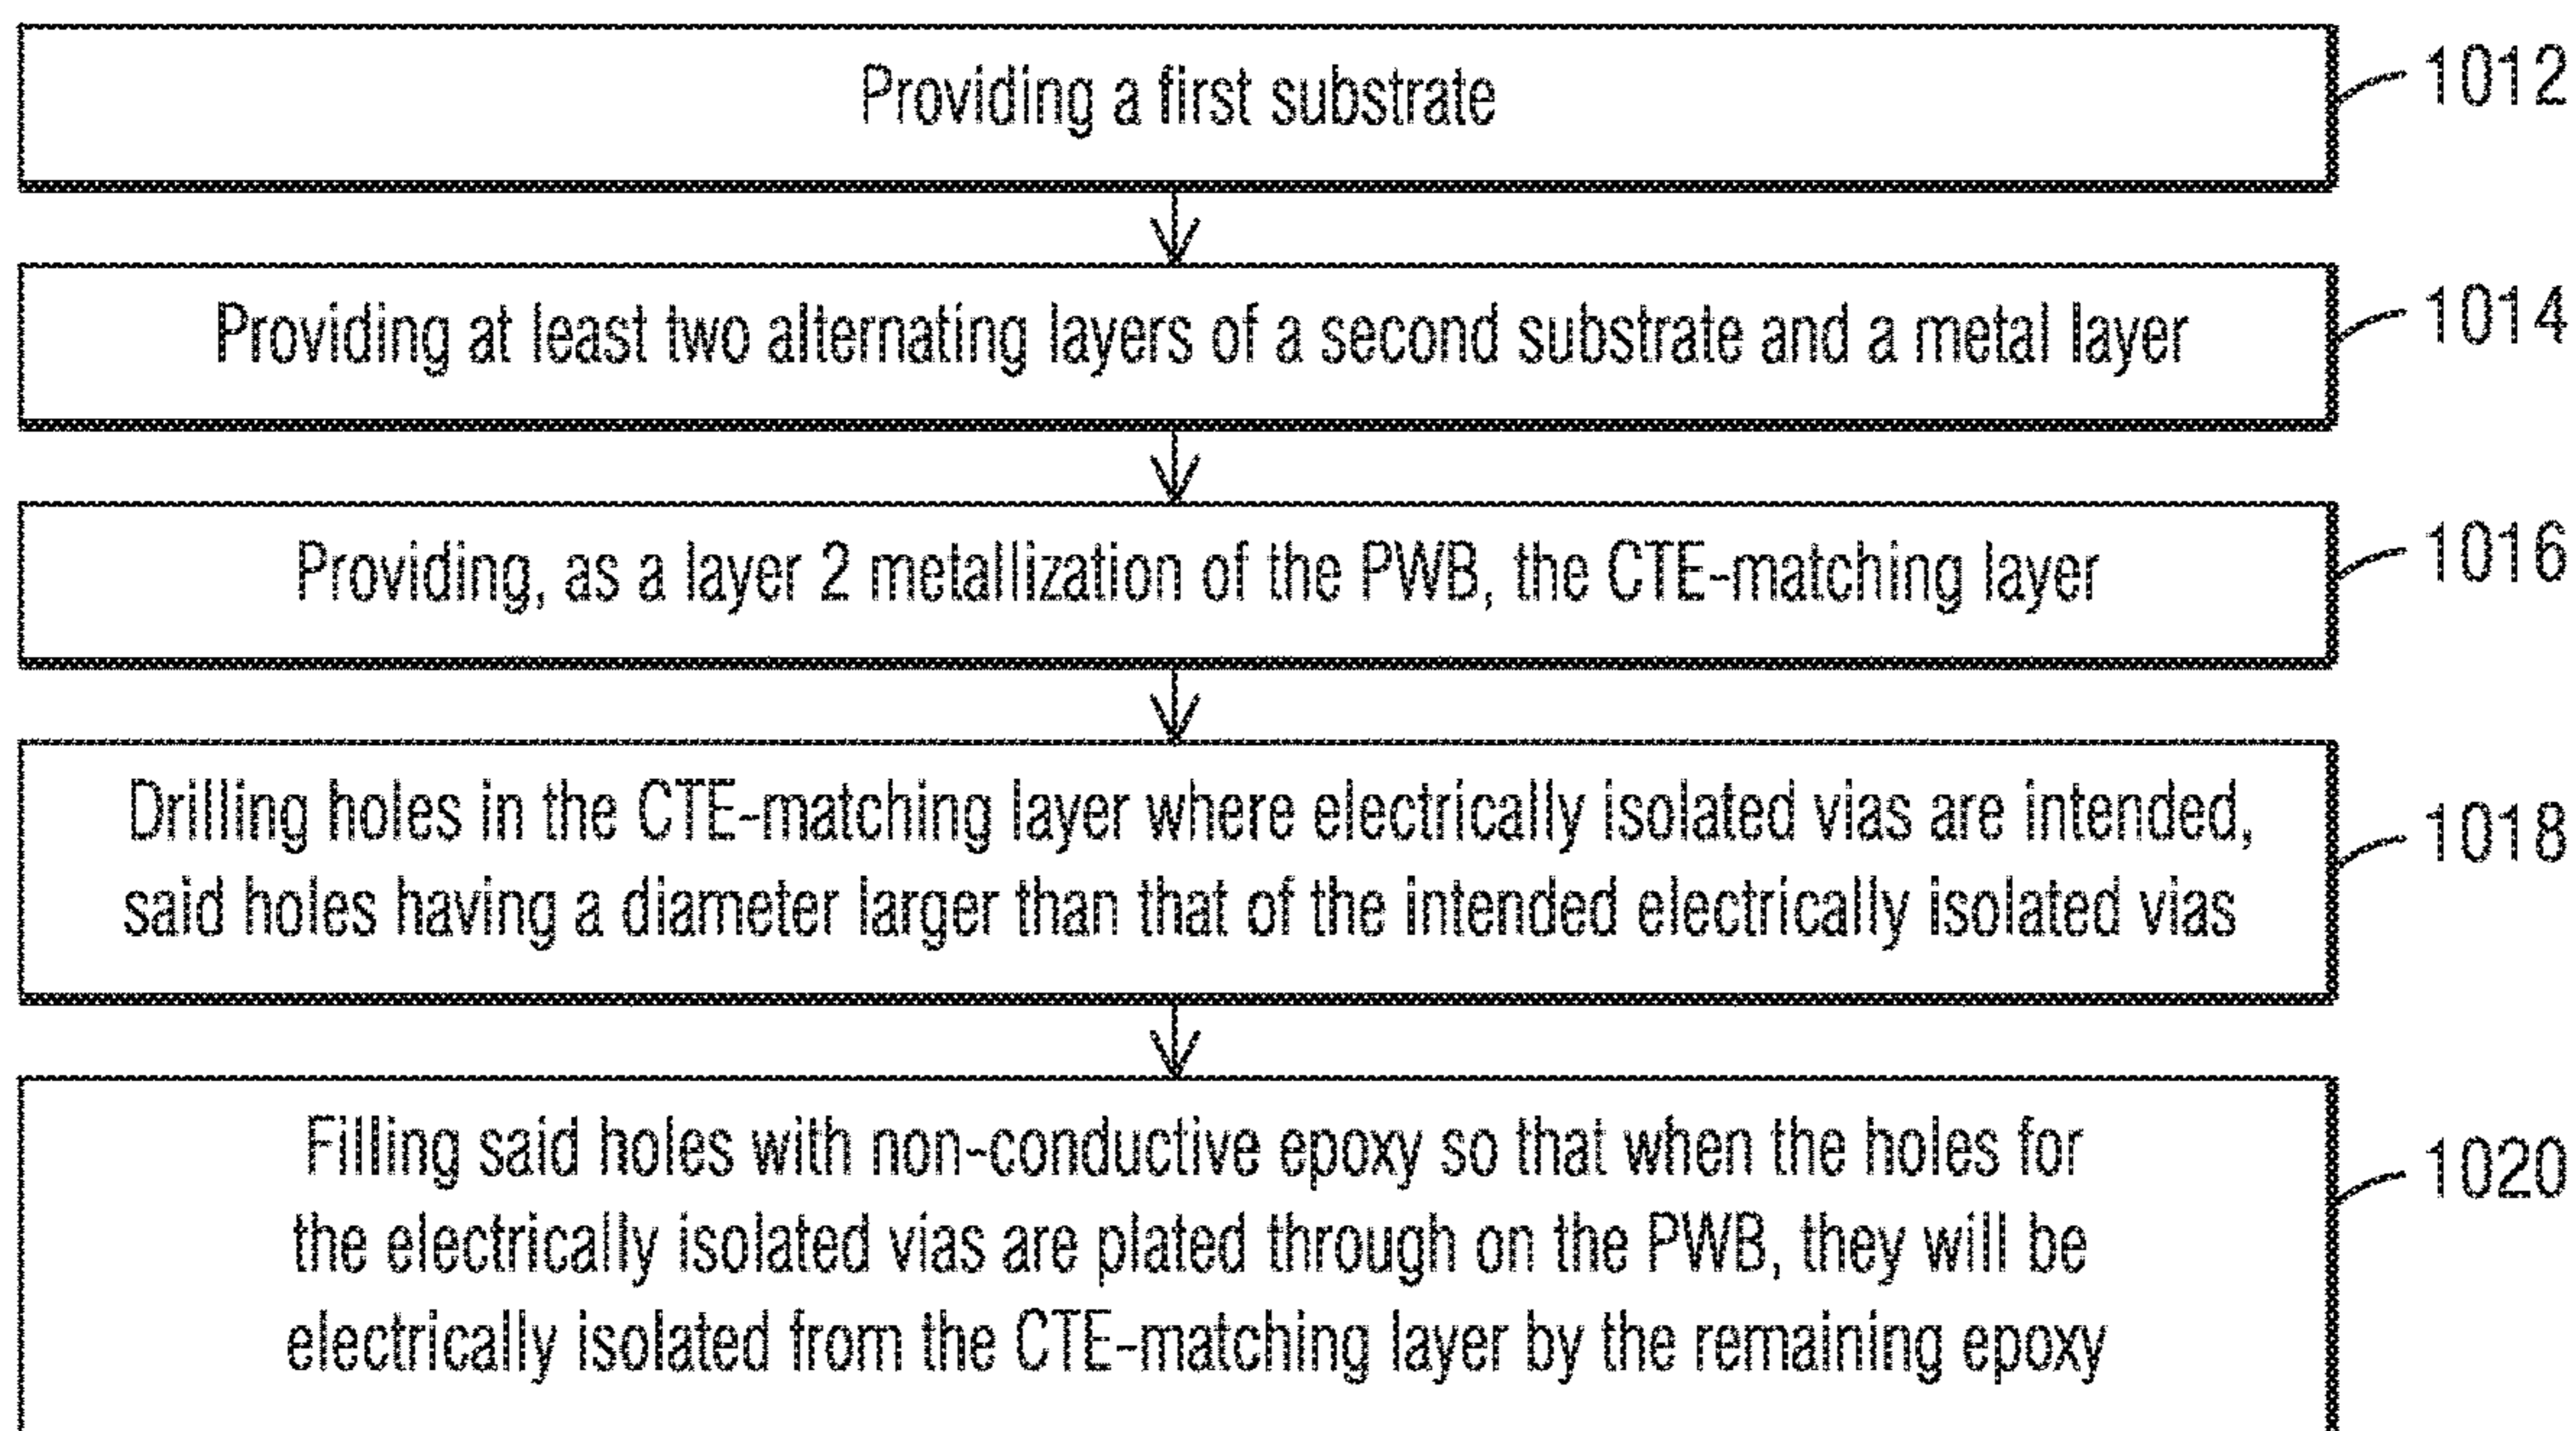 Providing a first substrate
1012
Providing at least two alternating layers of a second substrate and a metal layer
1014
Providing, as a layer 2 metallization of the PWB, the CTE-matching layer
1016
Drilling holes in the CTE-matching layer where electrically isolated vias are intended,
said holes having a diameter larger than that of the intended electrically isolated vias
1018
Filling said holes with non-conductive epoxy so that when the holes for
the electrically isolated vias are plated through on the PWB, they will be
electrically isolated from the CTE-matching layer by the remaining epoxy
1020